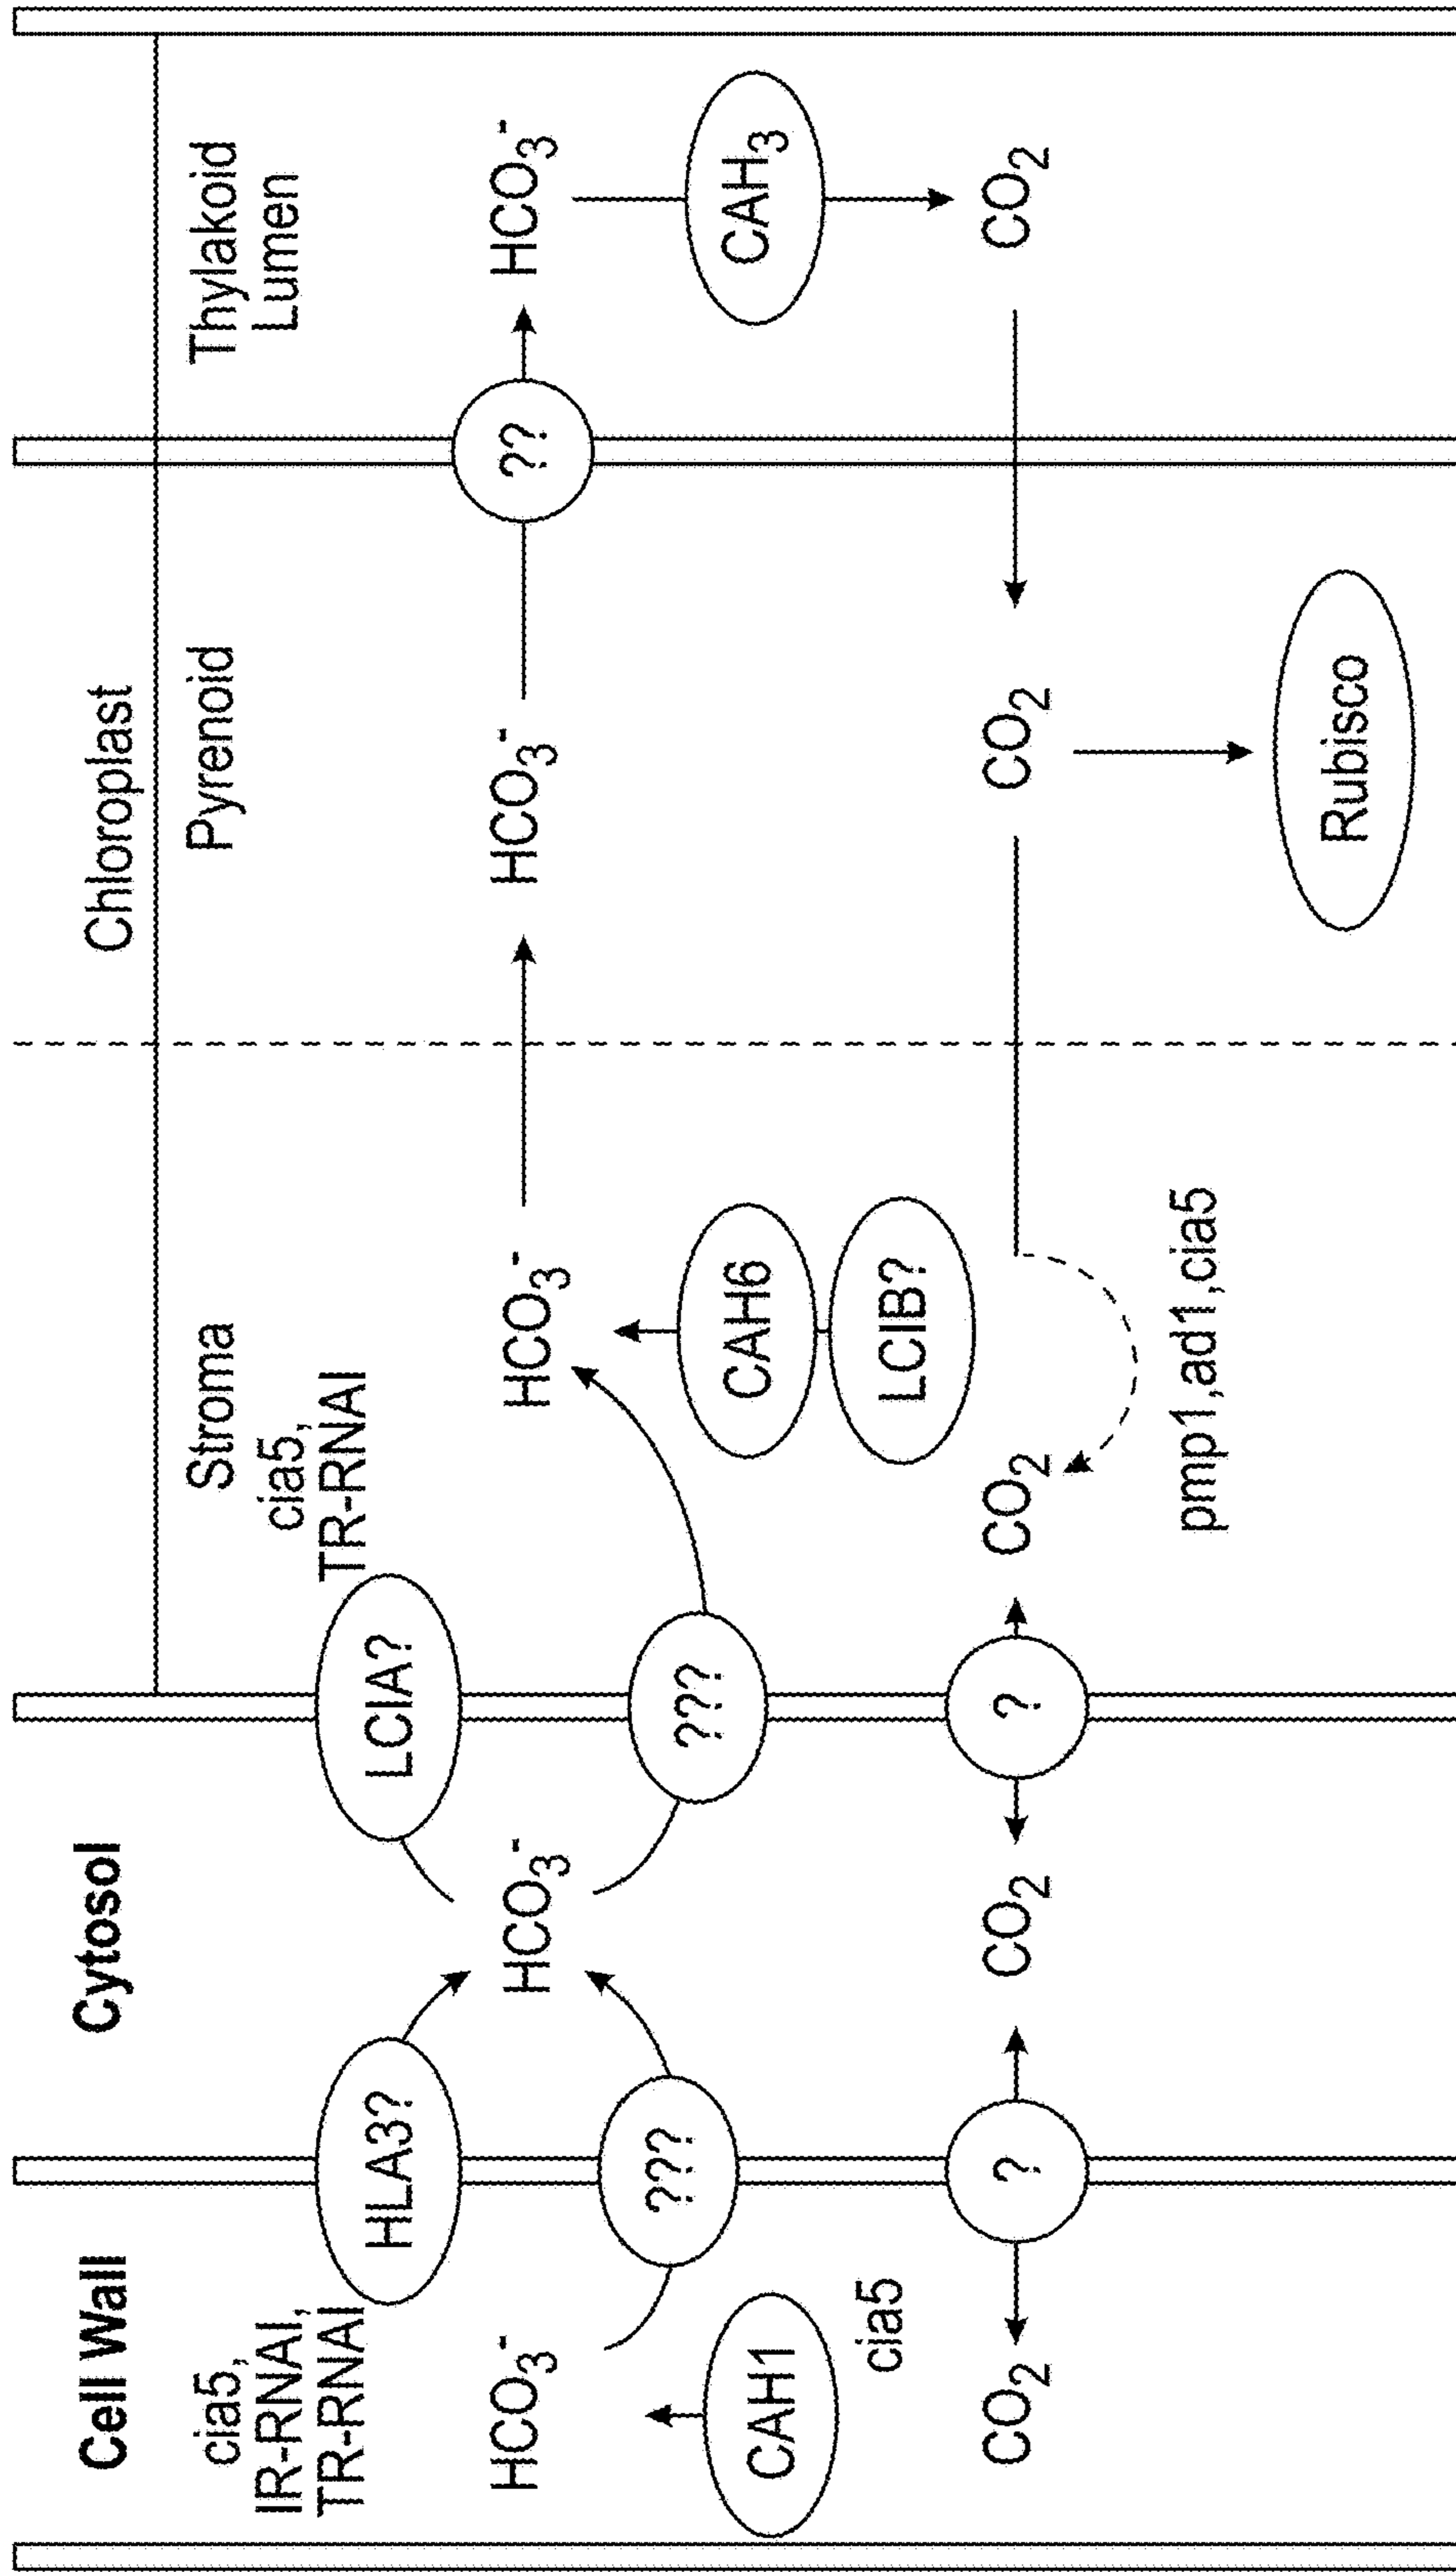 Cell Wall
Cytosol
Chloroplast
Stroma
Pyrenoid
Thylakoid
Lumen
cia5,
IR-RNAI,
TR-RNAI
HLA3?
LCIA?
cia5,
TR-RNAI
HCO3-
HCO3-
HCO3-
HCO3-
??
HCO3-
???
???
CAH1
cia5
CAH6
LCIB?
CAH3
CO2
?
CO2
?
CO2
CO2
CO2
pmp1,ad1,cia5
Rubisco